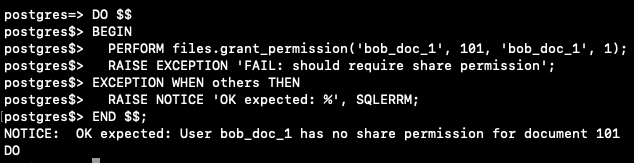 postgres=> DO $$
postgres$> BEGIN
postgres$>   PERFORM files.grant_permission('bob_doc_1', 101, 'bob_doc_1', 1);
postgres$>   RAISE EXCEPTION 'FAIL: should require share permission';
postgres$> EXCEPTION WHEN others THEN
postgres$>   RAISE NOTICE 'OK expected: %', SQLERRM;
postgres$> END $$;
NOTICE:  OK expected: User bob_doc_1 has no share permission for document 101
DO